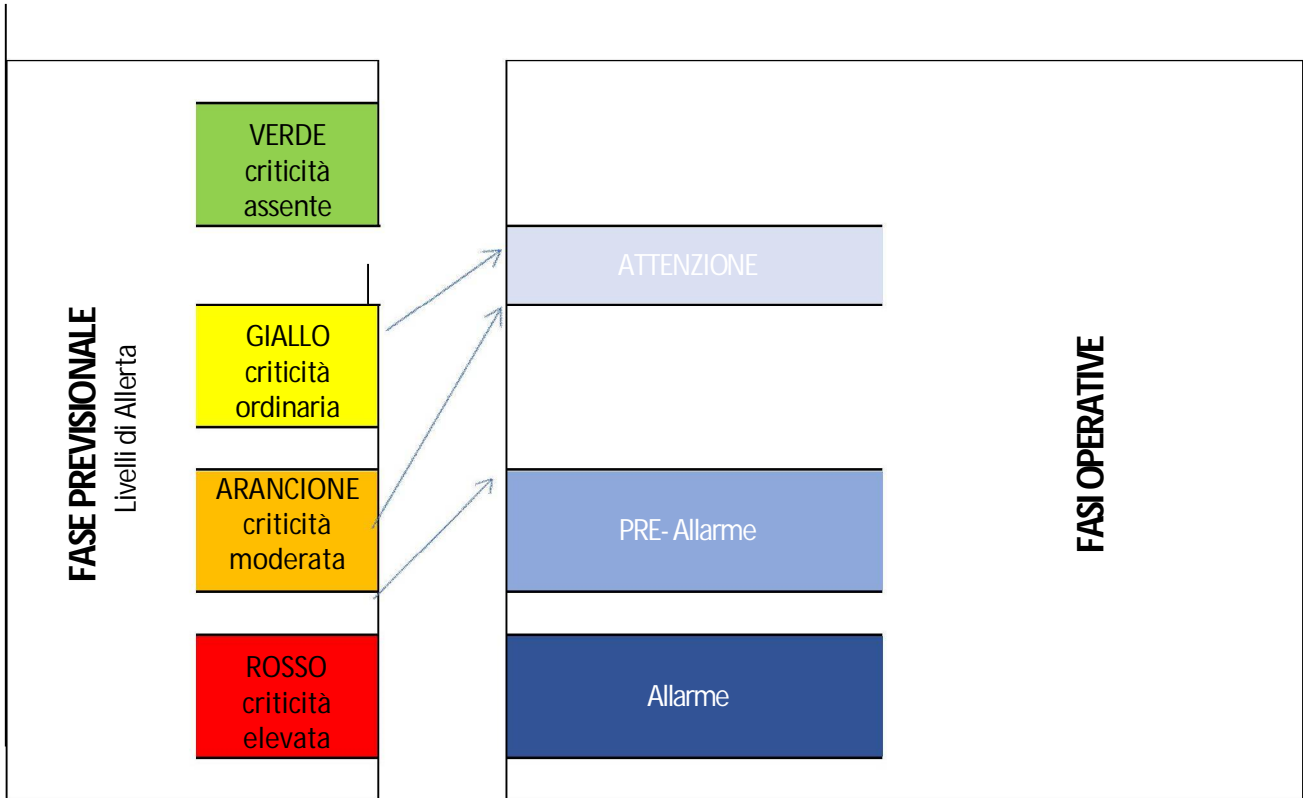 FASE PREVISIONALE
Livelli di Allerta
VERDE
criticità
assente
GIALLO
criticità
ordinaria
ARANCIONE
criticità
moderata
ROSSO
criticità
elevata
ATTENZIONE
PRE- Allarme
Allarme
FASI OPERATIVE